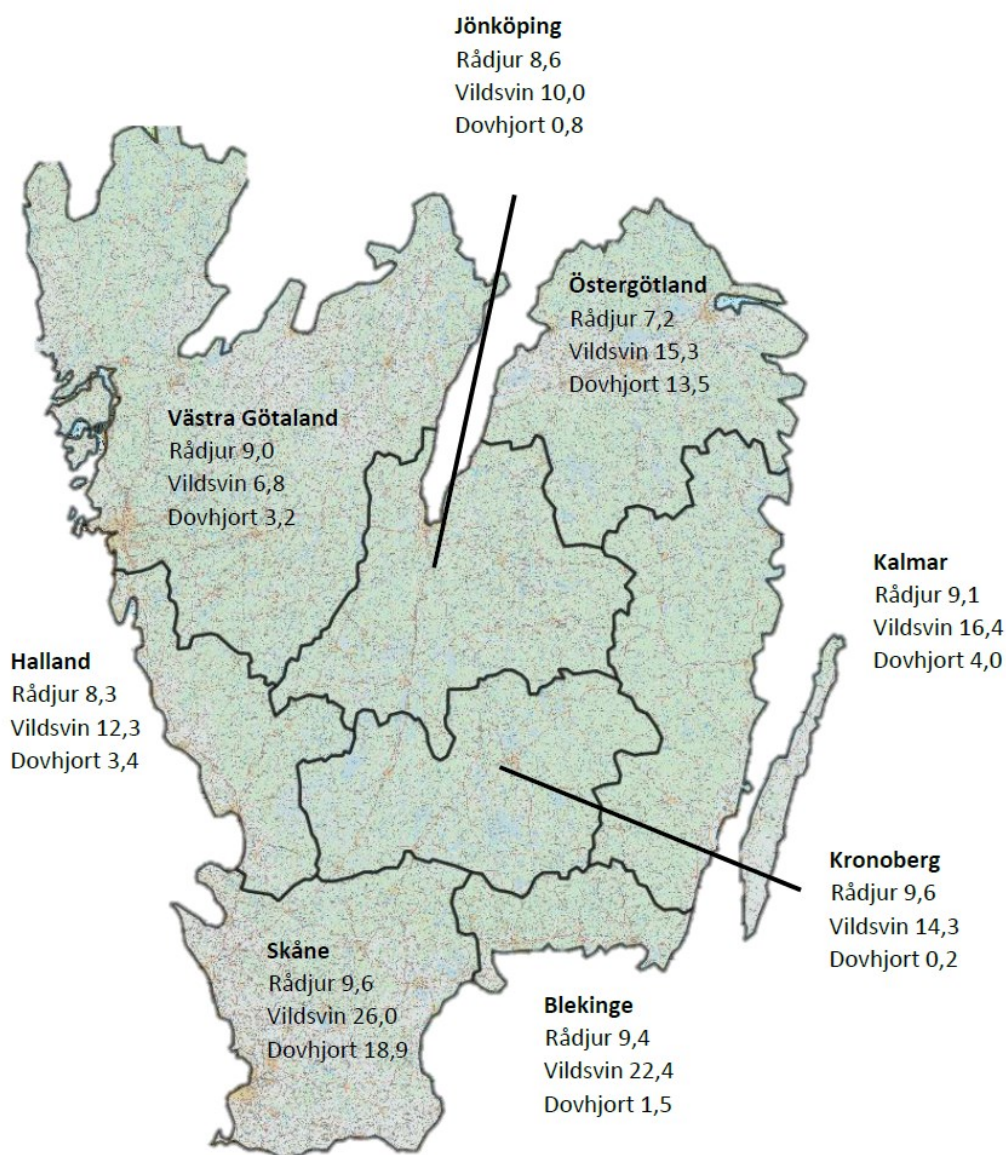 Jönköping
Rådjur 8,6
Vildsvin 10,0
Dovhjort 0,8
Östergötland
Rådjur 7,2
Vildsvin 15,3
Dovhjort 13,5
Västra Götaland
Rådjur 9,0
Vildsvin 6,8
Dovhjort 3,2
Kalmar
Rådjur 9,1
Vildsvin 16,4
Dovhjort 4,0
Halland
Rådjur 8,3
Vildsvin 12,3
Dovhjort 3,4
Kronoberg
Rådjur 9,6
Vildsvin 14,3
Dovhjort 0,2
Skåne
Rådjur 9,6
Vildsvin 26,0
Dovhjort 18,9
Blekinge
Rådjur 9,4
Vildsvin 22,4
Dovhjort 1,5